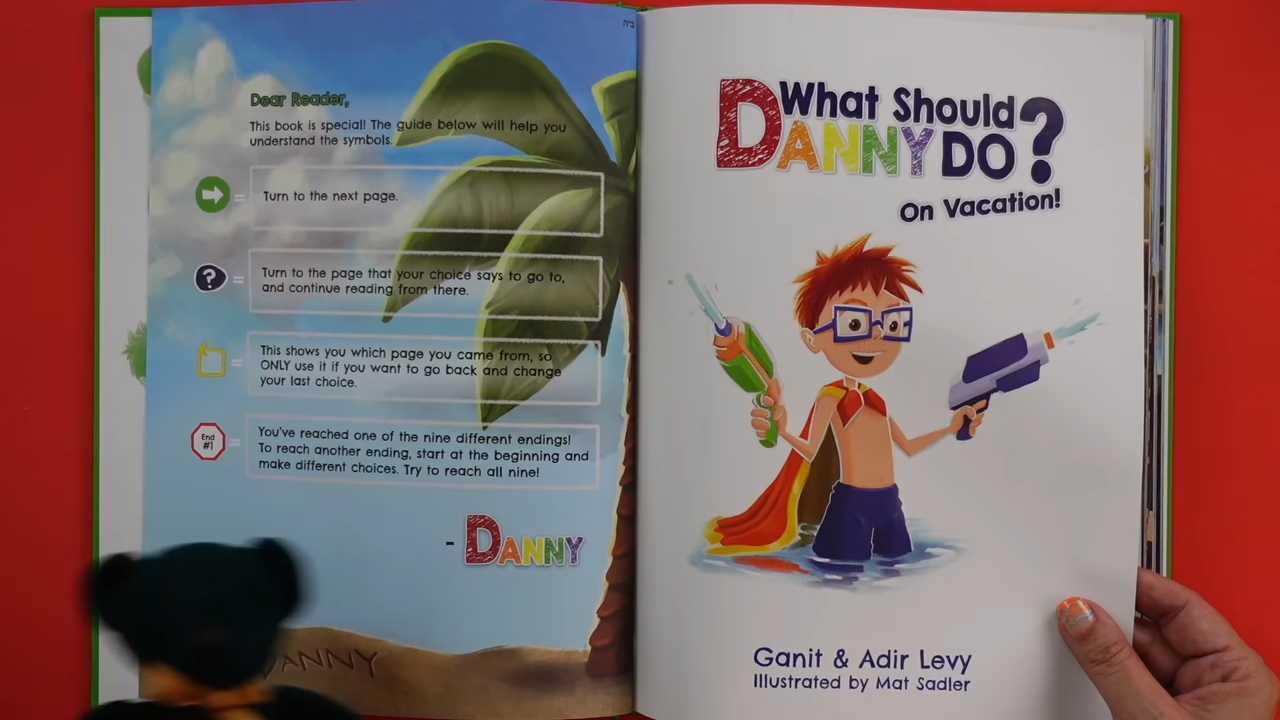 ב״ה
Dear Reader,
This book is special! The guide below will help you
understand the symbols.
= Turn to the next page.
? = Turn to the page that your choice says to go to,
and continue reading from there.
= This shows you which page you came from, so
ONLY use it if you want to go back and change
your last choice.
End
#1
= You've reached one of the nine different endings!
To reach another ending, start at the beginning and
make different choices. Try to reach all nine!
- DANNY
DANNY
What Should
DANNY DO?
On Vacation!
Ganit & Adir Levy
Illustrated by Mat Sadler